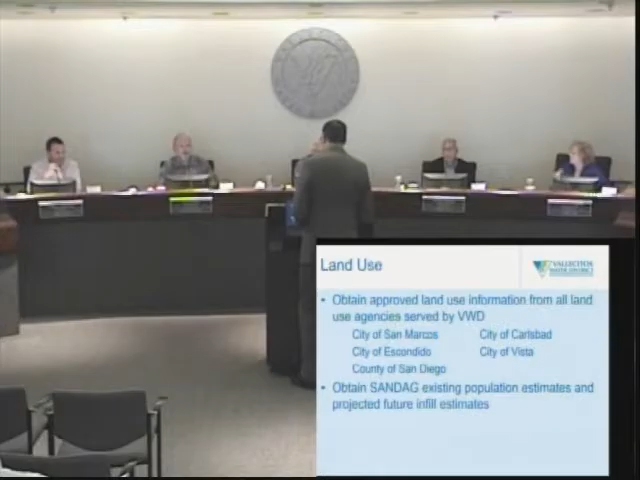 Land Use
VALLECITOS
WATER DISTRICT
• Obtain approved land use information from all land
use agencies served by VWD
City of San Marcos City of Carlsbad
City of Escondido City of Vista
County of San Diego
• Obtain SANDAG existing population estimates and
projected future infill estimates